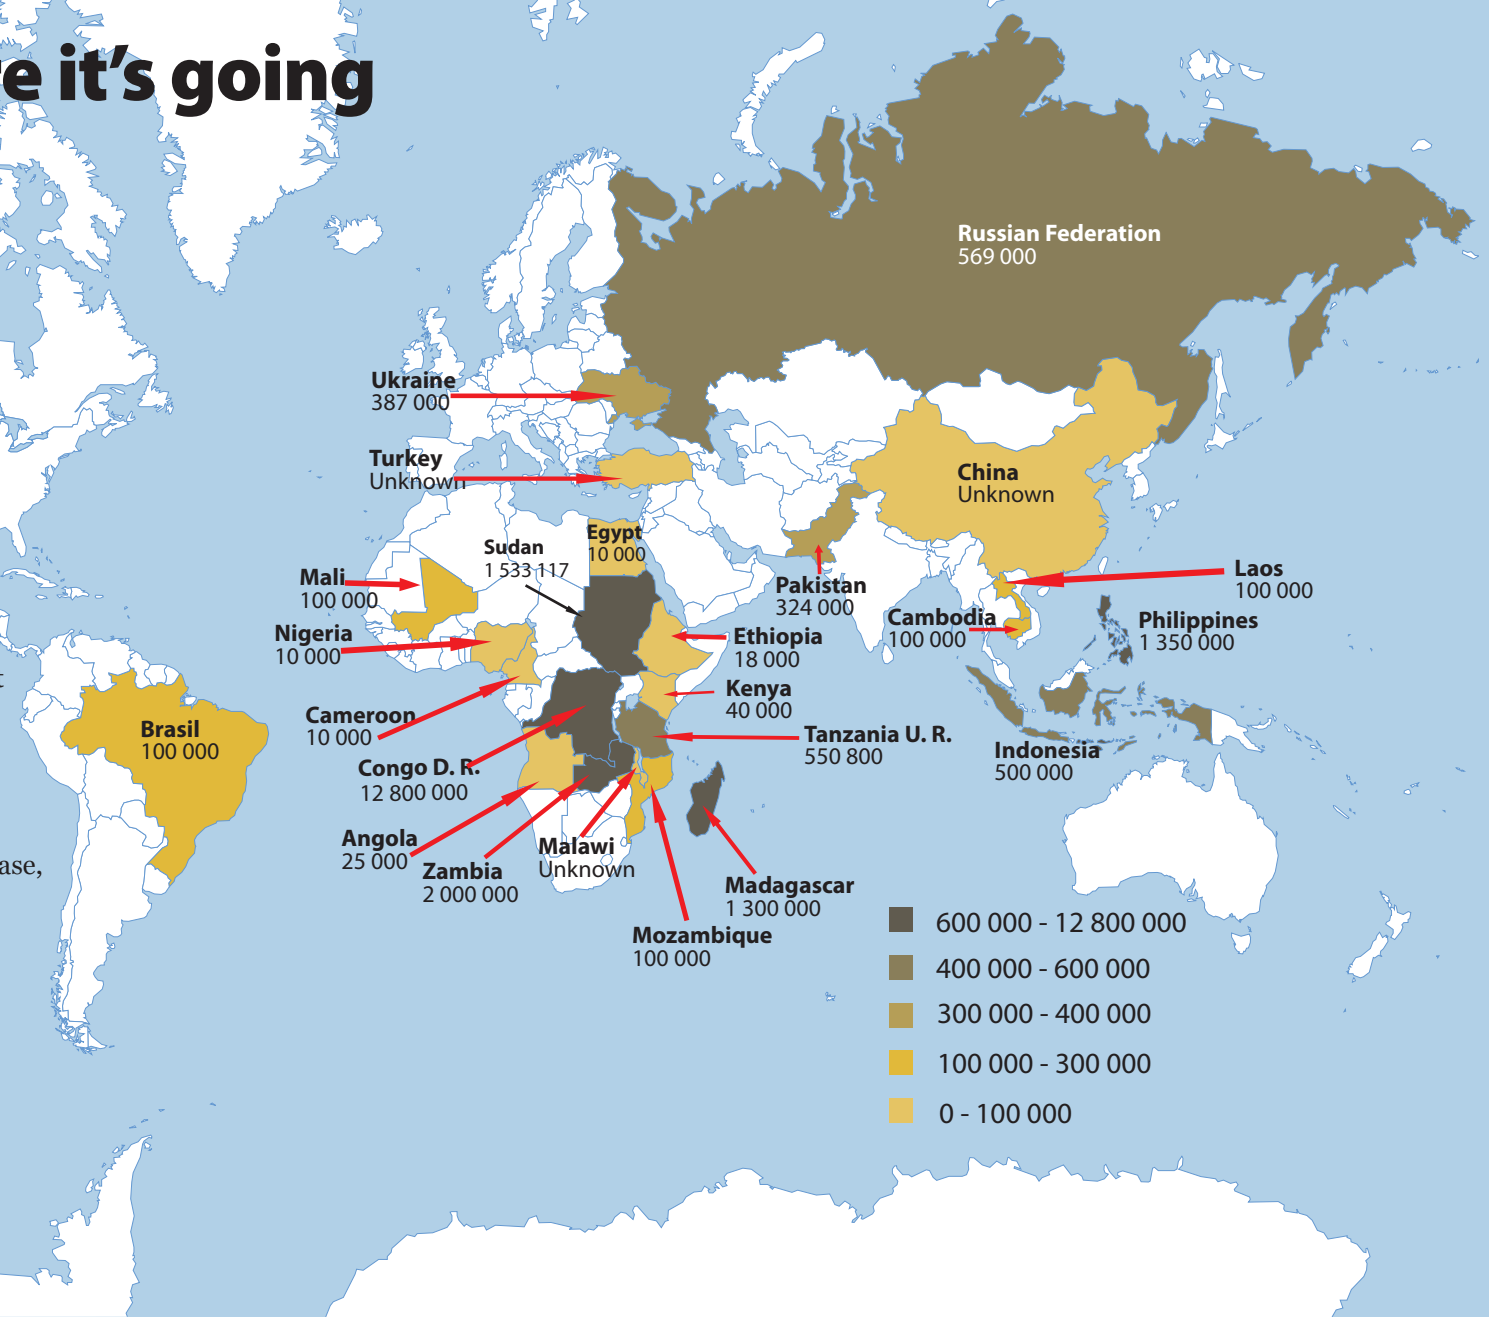 e it's going
Russian Federation
569 000
Ukraine
387 000
Turkey
Unknown
China
Unknown
Egypt
10 000
Sudan
1 533 117
Mali
100 000
Pakistan
324 000
Laos
100 000
Cambodia
100 000
Philippines
1 350 000
Nigeria
10 000
Ethiopia
18 000
Kenya
40 000
Brasil
100 000
Cameroon
10 000
Tanzania U. R.
550 800
Indonesia
500 000
Congo D. R.
12 800 000
Angola
25 000
Malawi
Unknown
Zambia
2 000 000
ase,
Madagascar
1 300 000
Mozambique
100 000
600 000 - 12 800 000
400 000 - 600 000
300 000 - 400 000
100 000 - 300 000
0 - 100 000